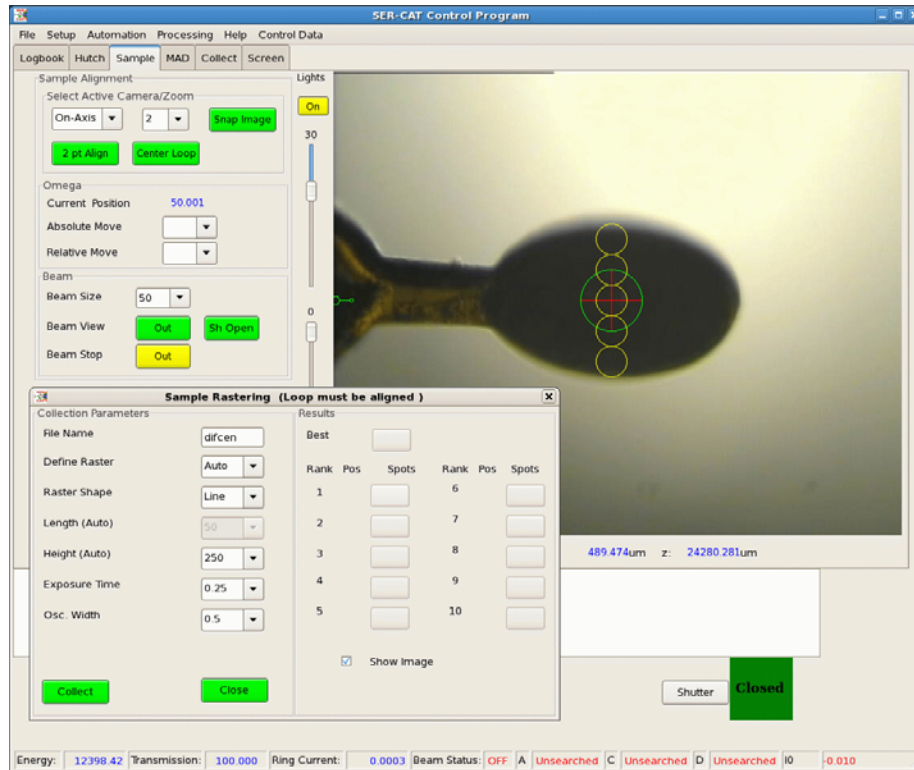 SER-CAT Control Program
File Setup Automation Processing Help Control Data
Logbook Hutch Sample MAD Collect Screen
Sample Alignment
Lights
Select Active Camera/Zoom
On-Axis 2 Snap Image
On
30
2 pt Align Center Loop
Omega
Current Position 50.001
Absolute Move
Relative Move
Beam
Beam Size 50
0
Beam View Out Sh Open
Beam Stop Out
Sample Rastering (Loop must be aligned )
Collection Parameters
File Name difcen
Define Raster Auto
Raster Shape Line
Length (Auto) 50
Height (Auto) 250
Exposure Time 0.25
Osc. Width 0.5
Collect Close
Results
Best
Rank Pos Spots Rank Pos Spots
1 6
2 7
3 8
4 9
5 10
Show Image
489.474um z: 24280.281um
Shutter Closed
Energy: 12398.42 Transmission: 100.000 Ring Current: 0.0003 Beam Status: OFF A Unsearched C Unsearched D Unsearched I0 -0.010